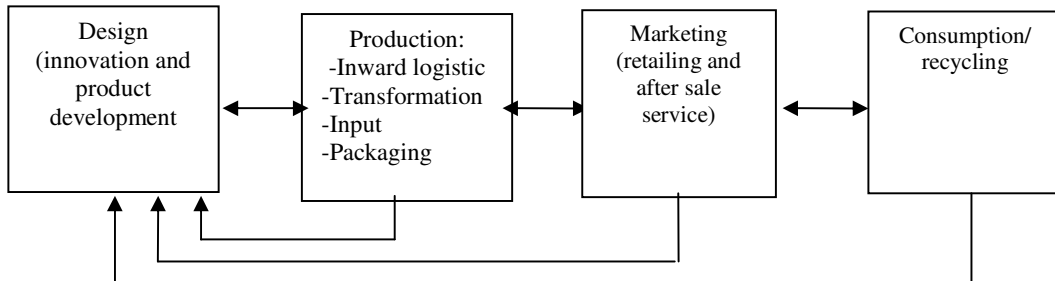 Design
(innovation and
product
development
Production:
-Inward logistic
-Transformation
-Input
-Packaging
Marketing
(retailing and
after sale
service)
Consumption/
recycling